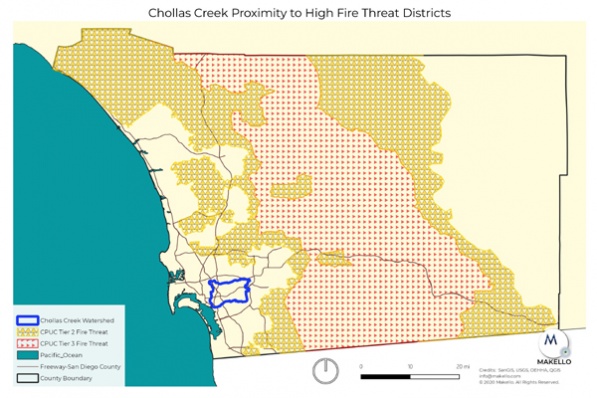 Chollas Creek Proximity to High Fire Threat Districts
Chollas Creek Watershed
CPUC Tier 2 Fire Threat
CPUC Tier 3 Fire Threat
Pacific_Ocean
Freeway-San Diego County
County Boundary
0 10 20 mi
M
MAKELLO
Credits: SanGIS, USGS, DEHHA, QGIS
info@makello.com
© 2020 Makello. All Rights Reserved.